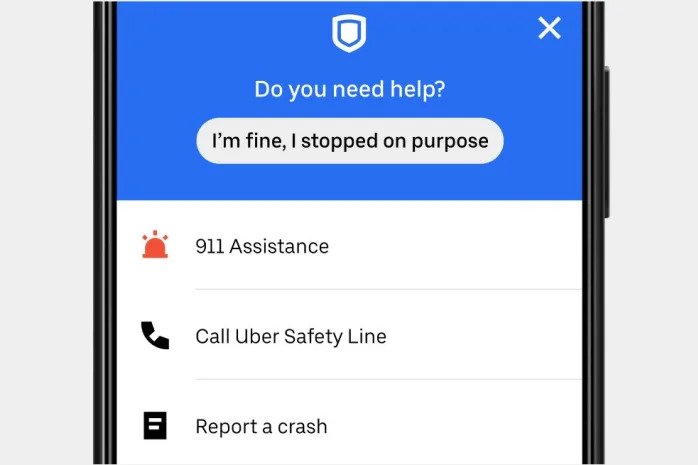 Do you need help?
I'm fine, I stopped on purpose
911 Assistance
Call Uber Safety Line
Report a crash